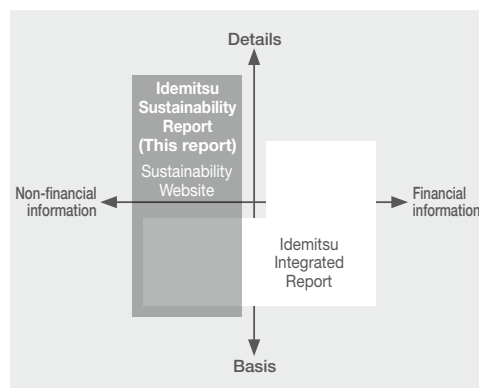 Details
Idemitsu
Sustainability
Report
(This report)
Sustainability
Website
Non-financial
information
Financial
information
Idemitsu
Integrated
Report
Basis